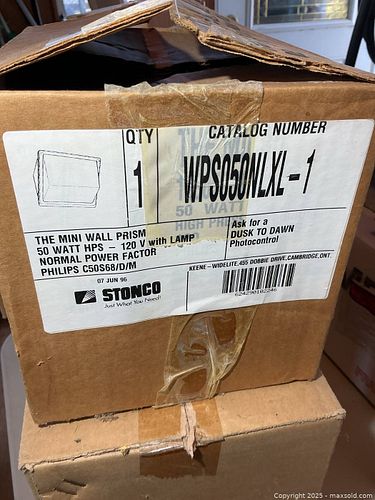 QTY
1
CATALOG NUMBER
WPS050NLXL-1
50 WATT
HIGH
THE MINI WALL PRISM
50 WATT HPS - 120 V with LAMP
NORMAL POWER FACTOR
PHILIPS C50S68/D/M
Ask for a
DUSK TO DAWN
Photocontrol
07 JUN 96
STONCO
Just What You Need!
KEENE-WIDELITE,455 DOBBIE DRIVE,CAMBRIDGE,ONT.
Copyright © 2025 - maxsold.com